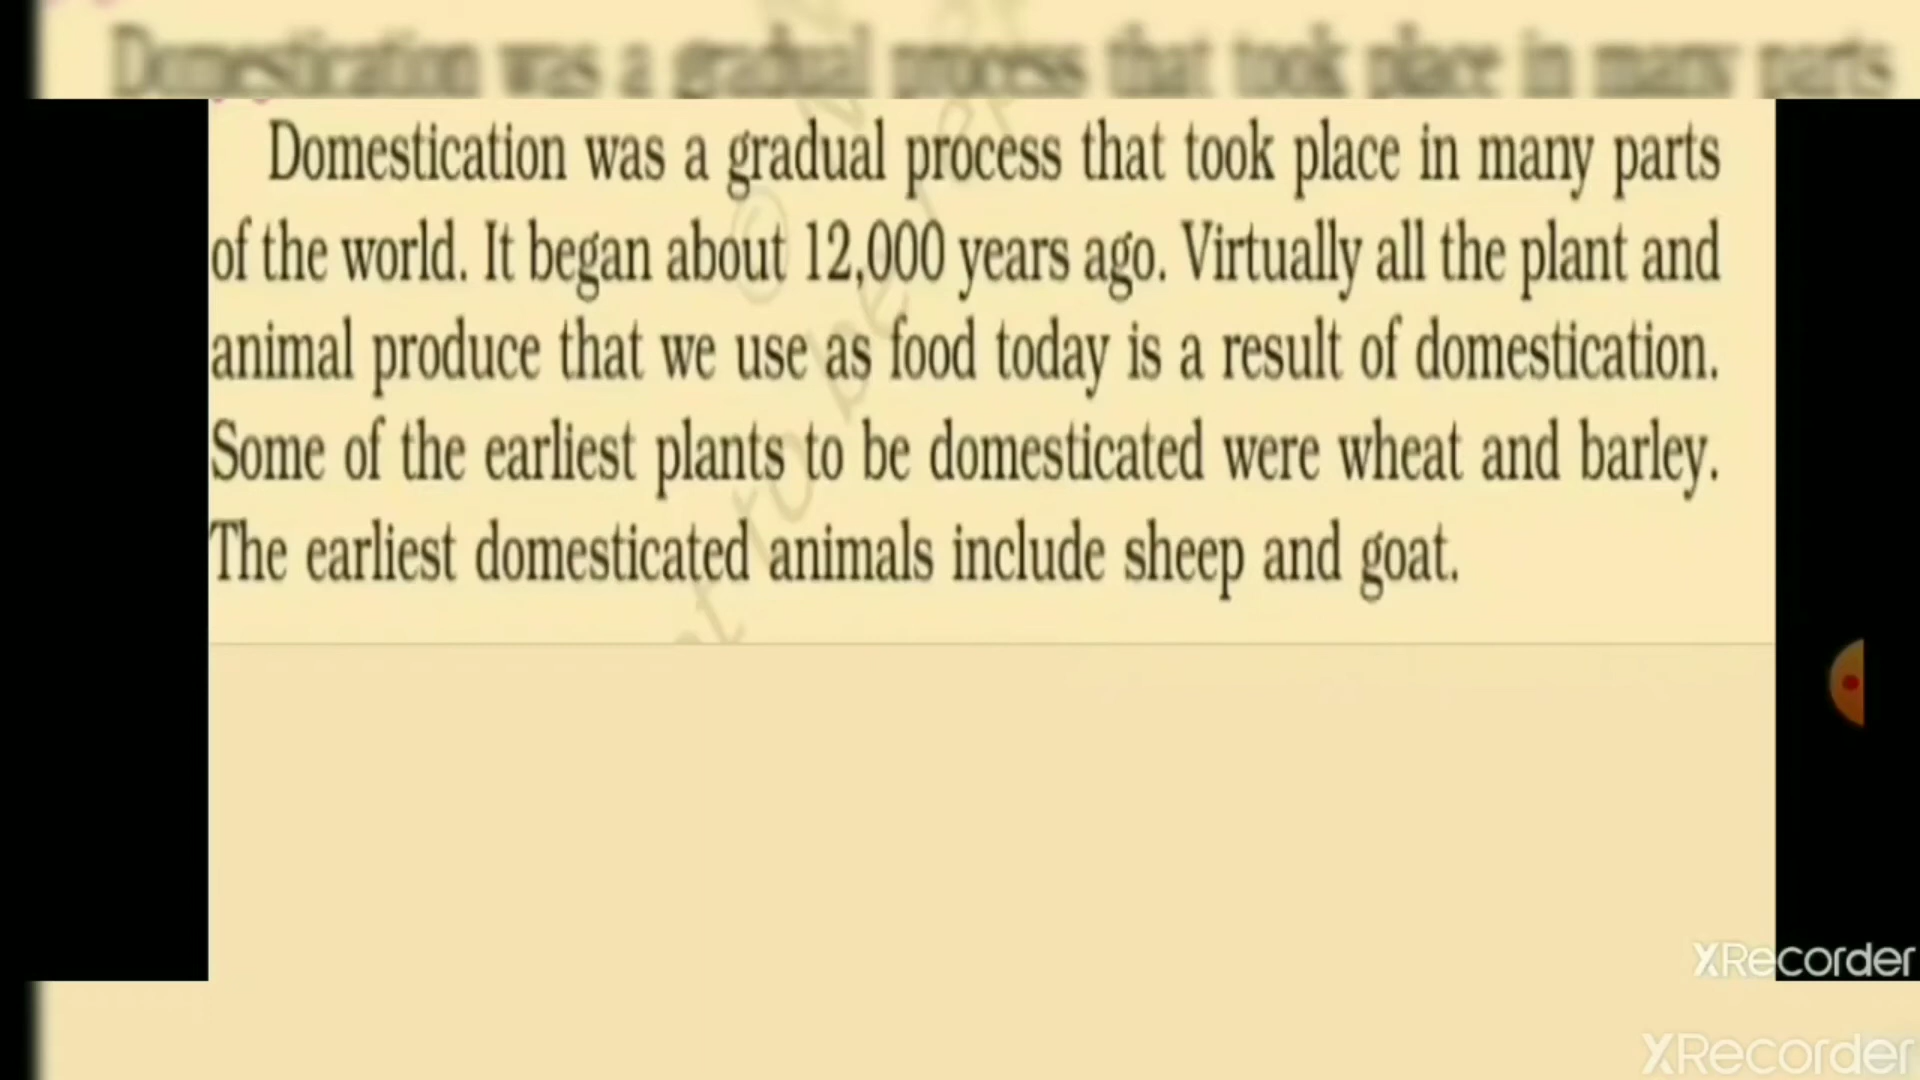 Domestication was a gradual process that took place in many parts
Domestication was a gradual process that took place in many parts
of the world. It began about 12,000 years ago. Virtually all the plant and
animal produce that we use as food today is a result of domestication.
Some of the earliest plants to be domesticated were wheat and barley.
The earliest domesticated animals include sheep and goat.
XRecorder
XRecorder